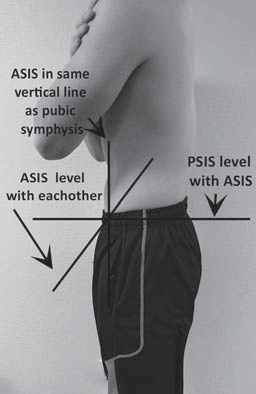 ASIS in same
vertical line
as pubic
symphysis
PSIS level
with ASIS
ASIS level
with eachother